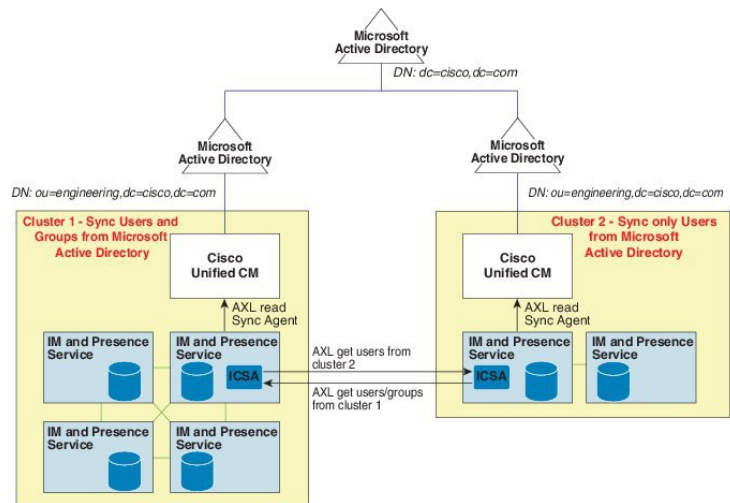 Microsoft
Active Directory
DN: dc=cisco,dc=com
Microsoft
Active Directory
Microsoft
Active Directory
DN: ou=engineering,dc=cisco,dc=com
DN: ou=engineering,dc=cisco,dc=com
Cluster 1 - Sync Users and
Groups from Microsoft
Active Directory
Cisco
Unified CM
AXL read
Sync Agent
IM and Presence
Service
IM and Presence
Service
ICSA
IM and Presence
Service
IM and Presence
Service
AXL get users from
cluster 2
AXL get users/groups
from cluster 1
Cluster 2 - Sync only Users
from Microsoft
Active Directory
Cisco
Unified CM
AXL read
Sync Agent
IM and Presence
Service
ICSA
IM and Presence
Service